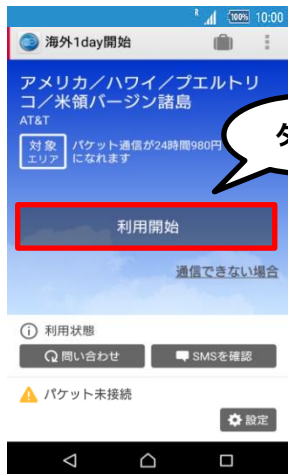 R 100% 10:00
海外1day開始
アメリカ／ハワイ／プエルトリ
コ／米領バージン諸島
AT&T
対象
エリア
パケット通信が24時間980円
になれます
利用開始
通信できない場合
利用状態
問い合わせ
SMSを確認
パケット未接続
設定